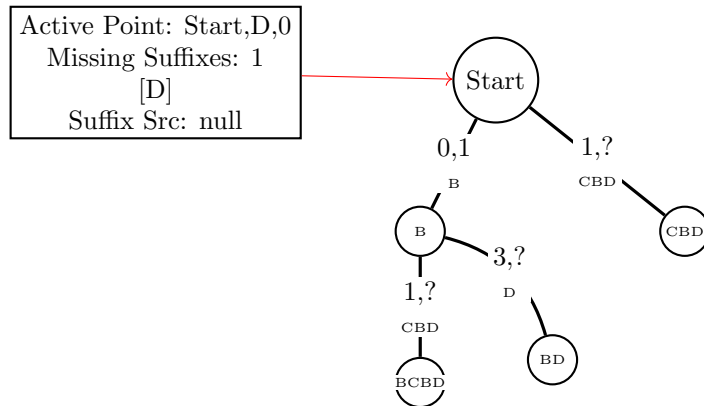 Active Point: Start,D,0
Missing Suffixes: 1
[D]
Suffix Src: null
Start
0,1
B
1,?
CBD
B
CBD
3,?
D
1,?
CBD
BD
BCBD